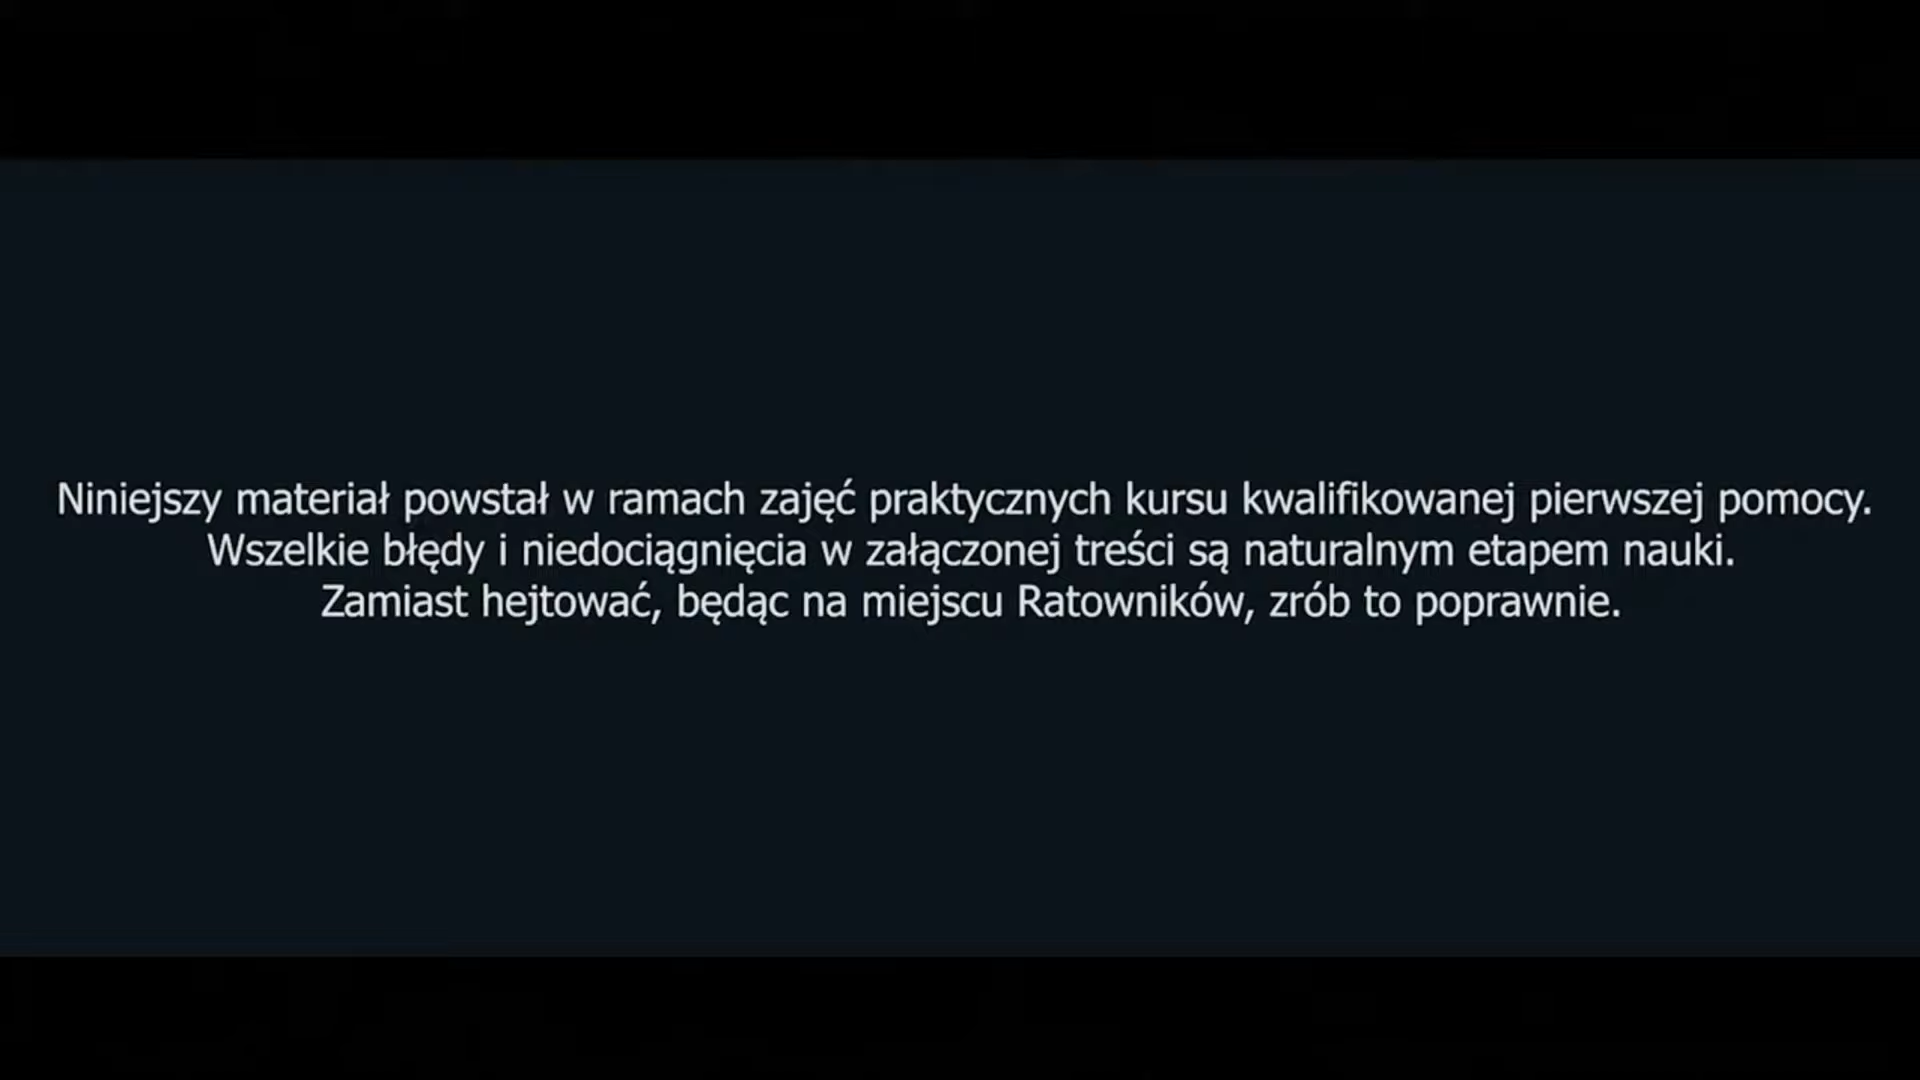 Niniejszy materiał powstał w ramach zajęć praktycznych kursu kwalifikowanej pierwszej pomocy.
Wszelkie błędy i niedociągnięcia w załączonej treści są naturalnym etapem nauki.
Zamiast hejtować, będąc na miejscu Ratowników, zrób to poprawnie.